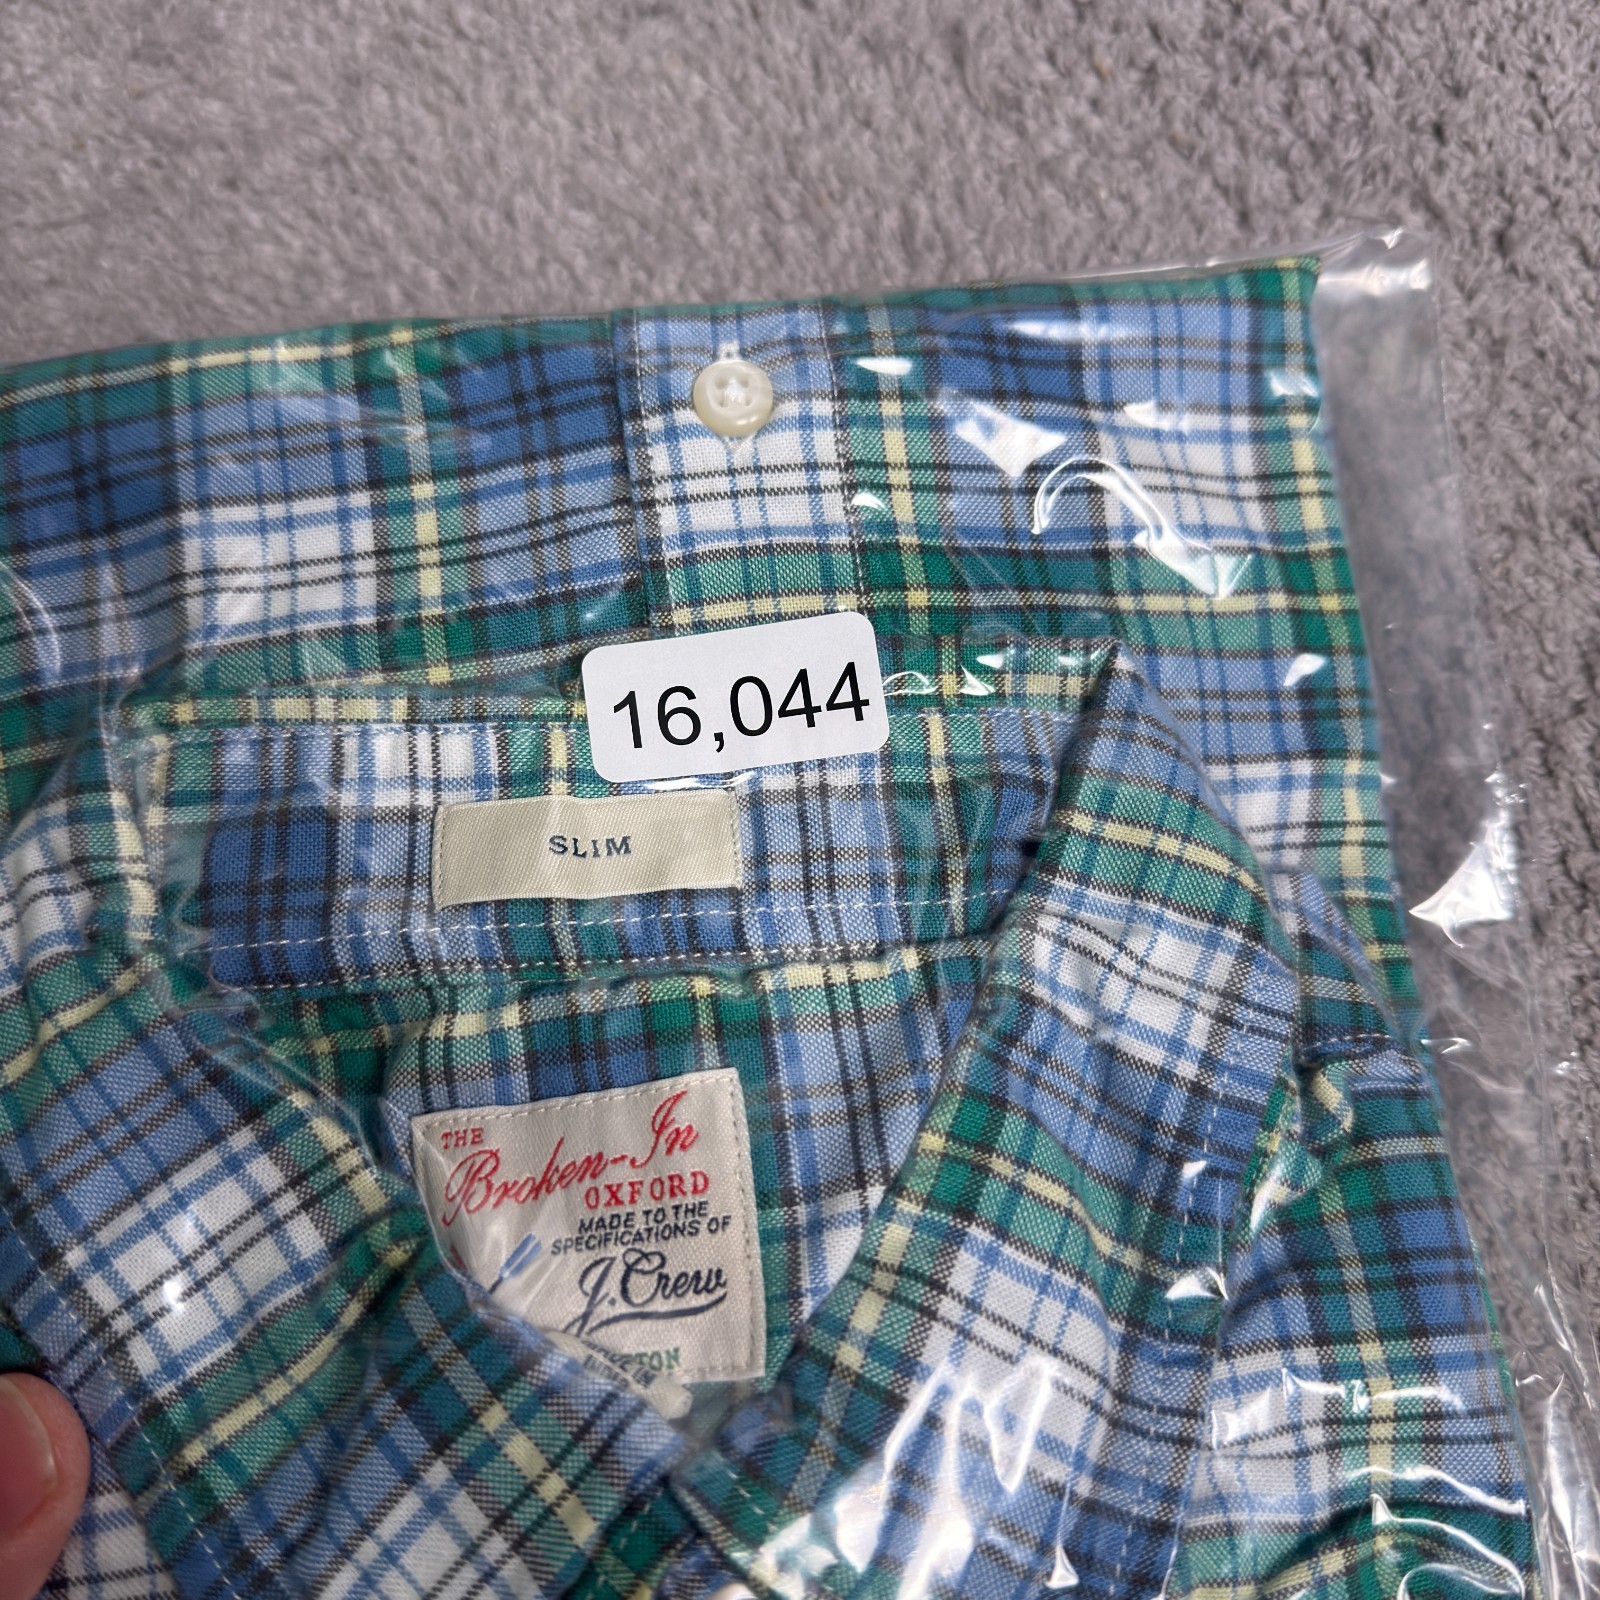 16,044
SLIM
THE
Broken-In
OXFORD
MADE TO THE
SPECIFICATIONS OF
J.Crew